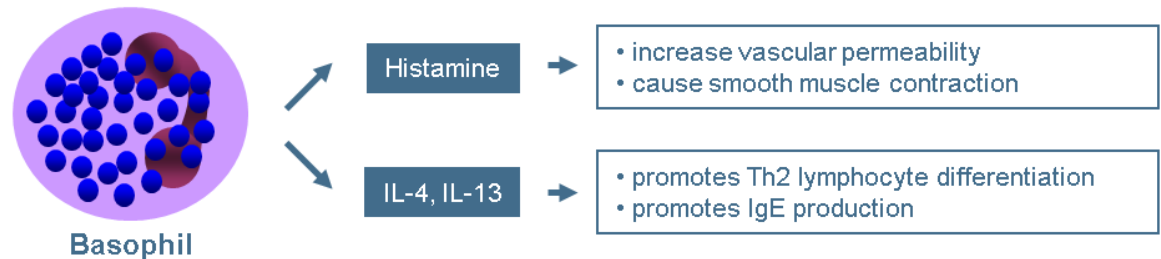 Histamine
• increase vascular permeability
• cause smooth muscle contraction
IL-4, IL-13
• promotes Th2 lymphocyte differentiation
• promotes IgE production
Basophil